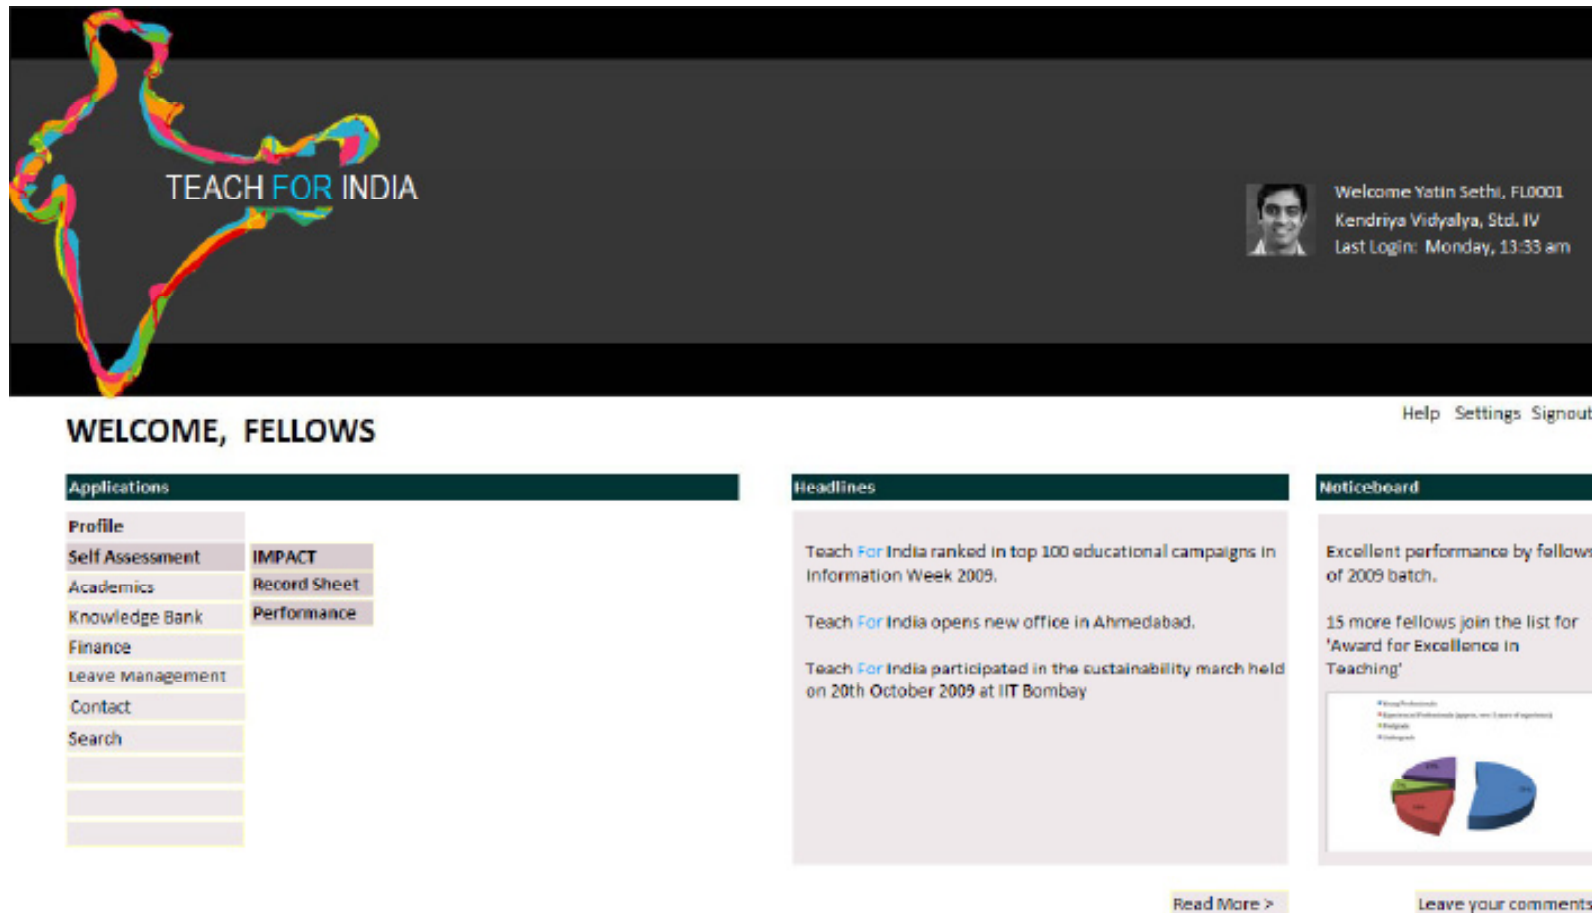 TEACH FOR INDIA
Welcome Yatin Sethi, FL0001
Kendriya Vidyalya, Std. IV
Last Login: Monday, 13:33 am
Help Settings Signout
WELCOME, FELLOWS
Applications
Profile
Self Assessment
Academics
Knowledge Bank
Finance
Leave Management
Contact
Search
IMPACT
Record Sheet
Performance
Headlines
Teach For India ranked in top 100 educational campaigns in
Information Week 2009.
Teach For India opens new office in Ahmedabad.
Teach For India participated in the sustainability march held
on 20th October 2009 at IIT Bombay
Read More >
Noticeboard
Excellent performance by fellows
of 2009 batch.
15 more fellows join the list for
'Award for Excellence in
Teaching'
Young Professionals
Leave your comments